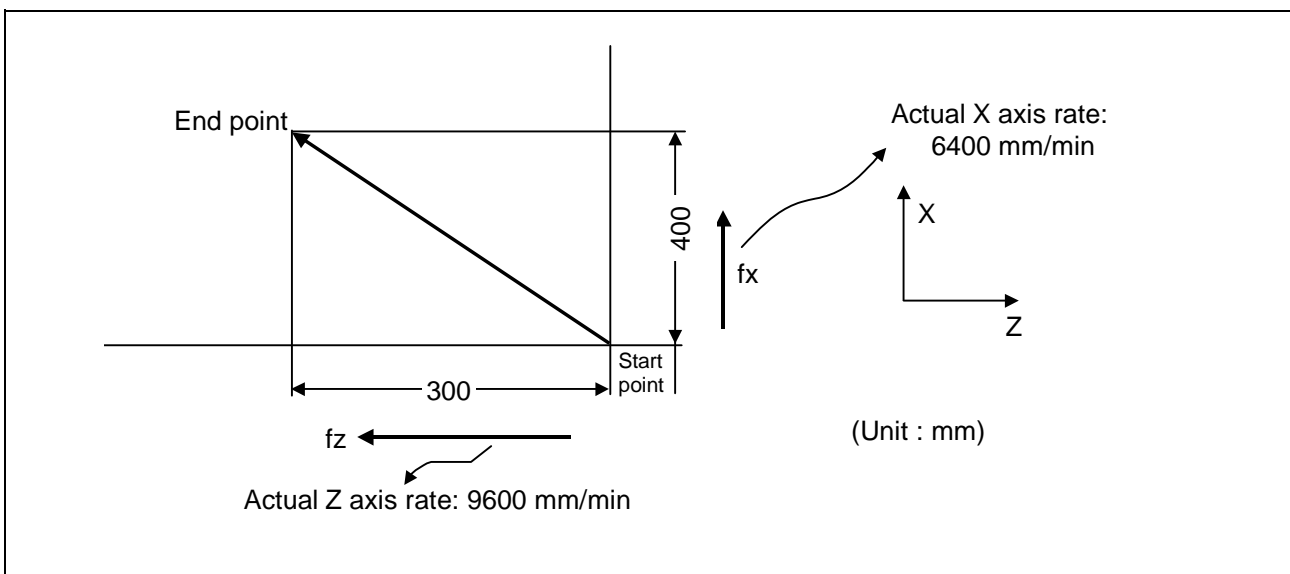 End point
Actual X axis rate:
6400 mm/min
400
X
fx
Z
Start
point
300
fz
(Unit : mm)
Actual Z axis rate: 9600 mm/min